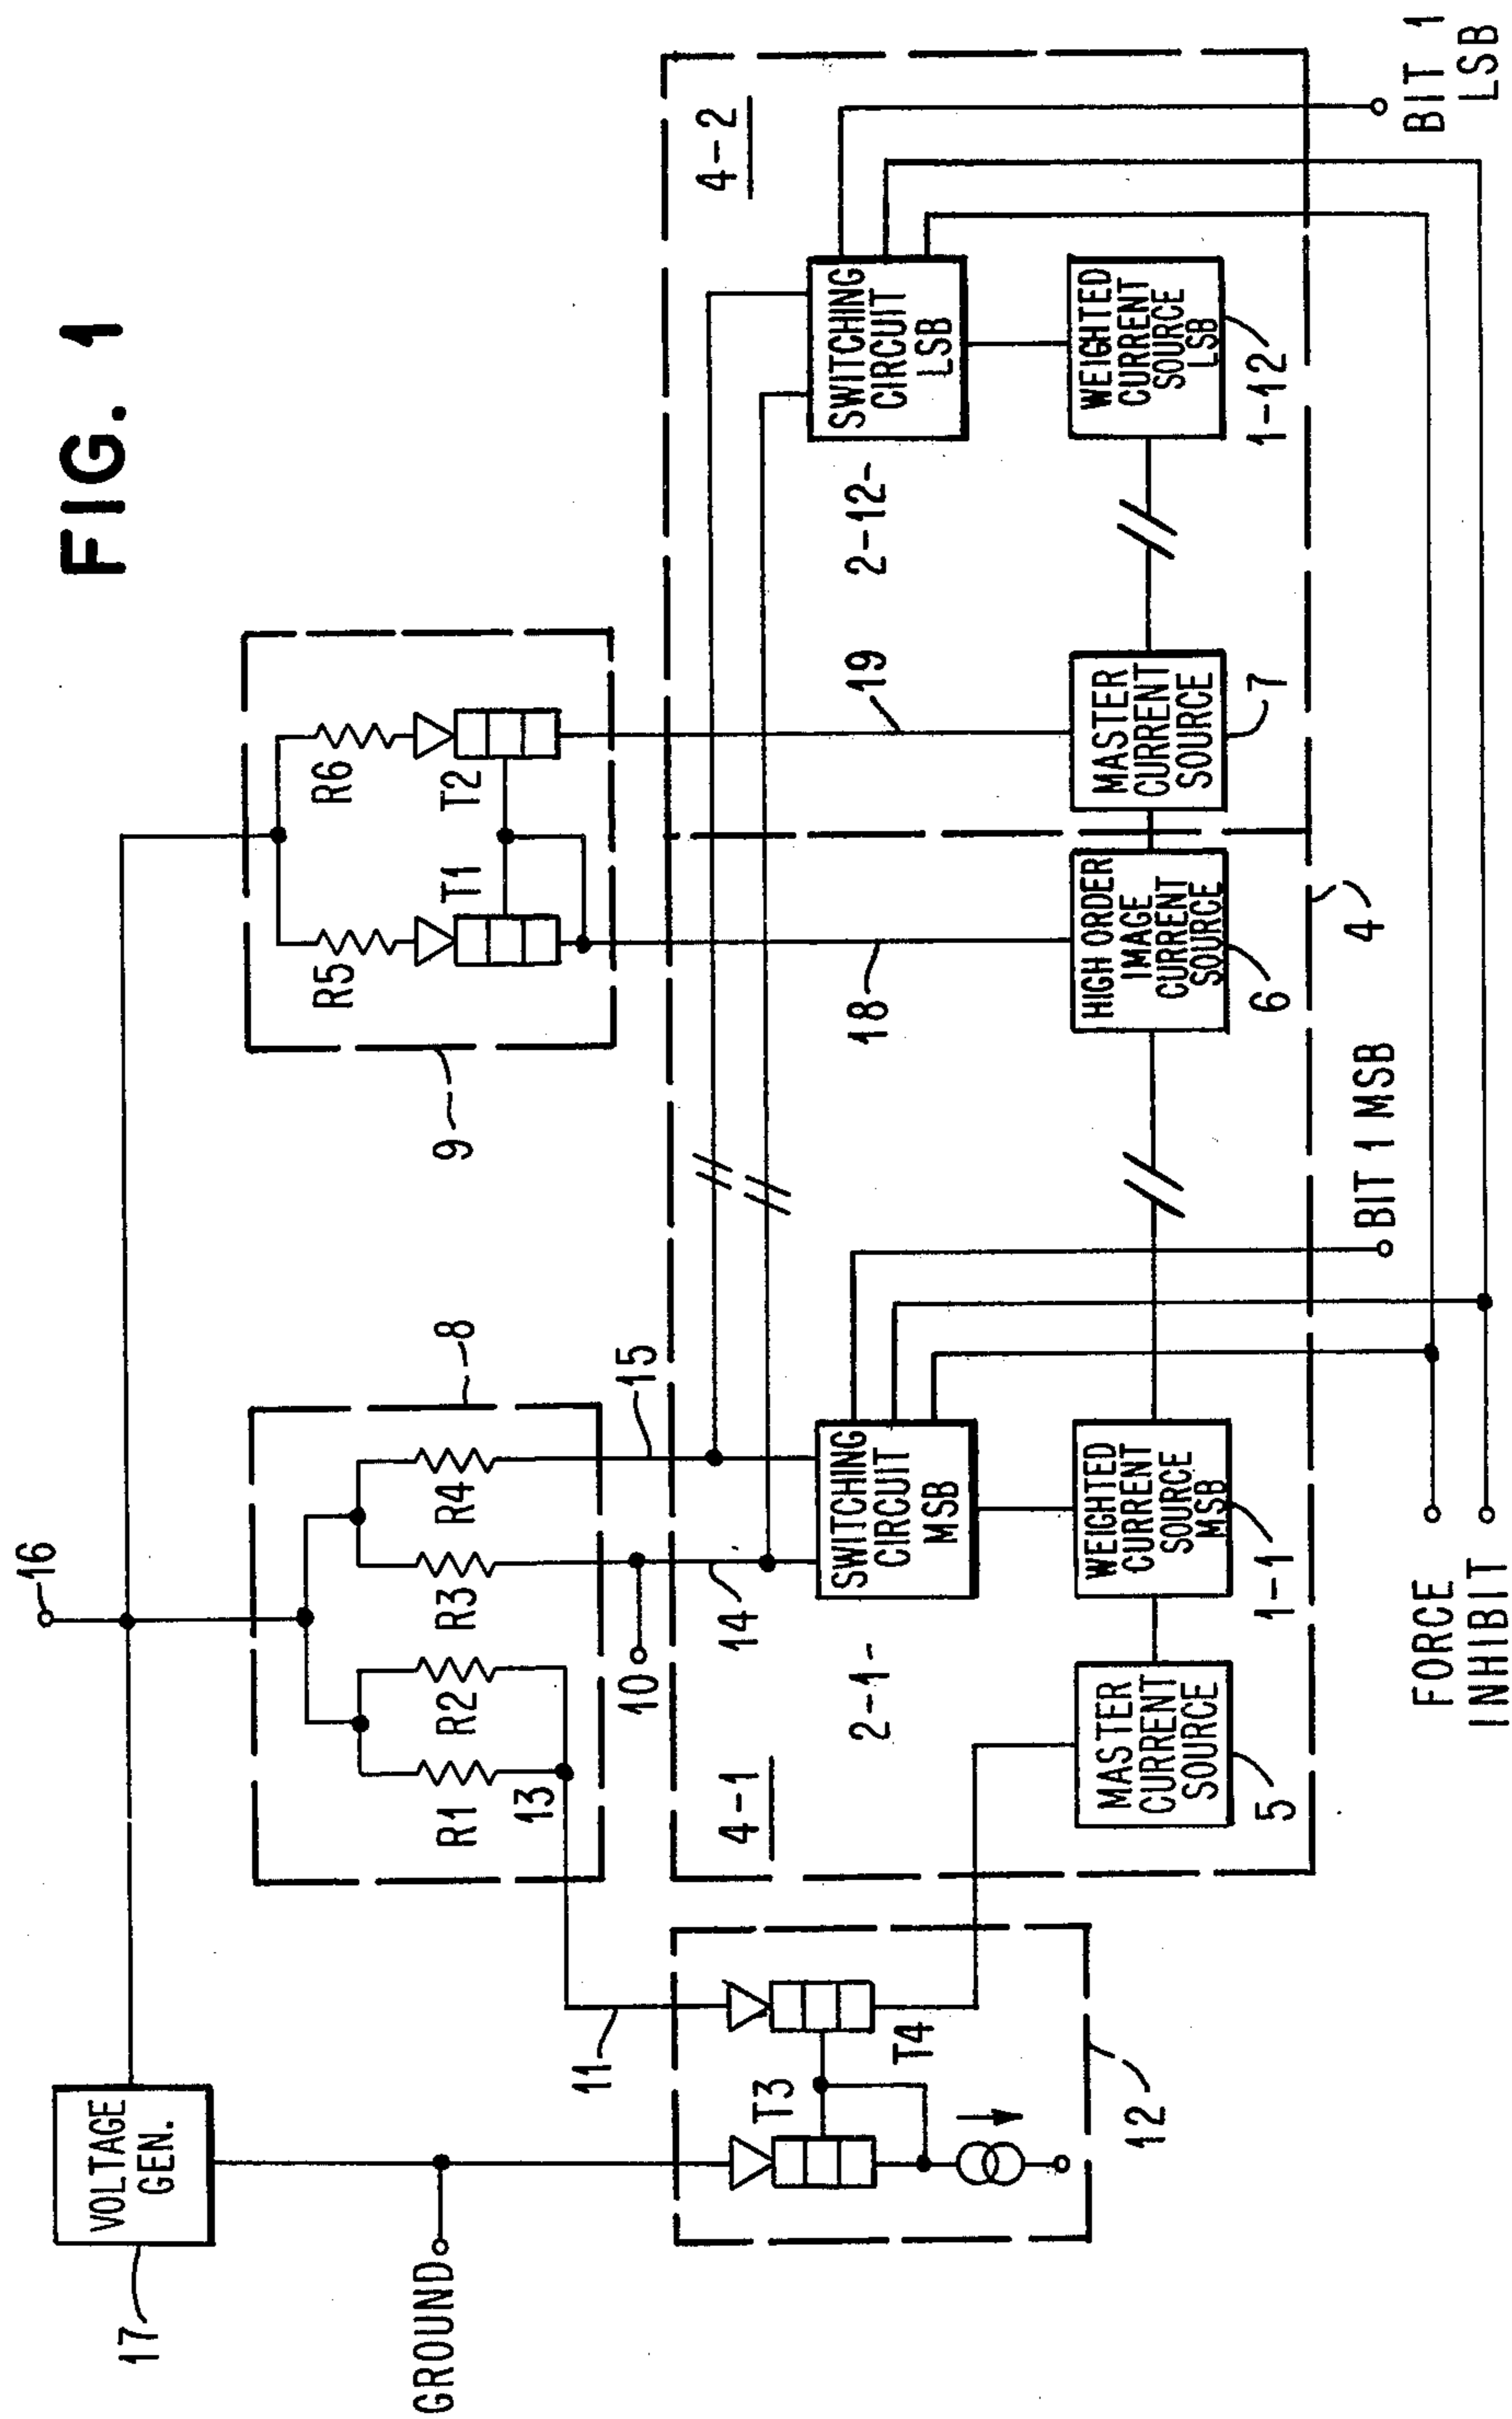 FIG. 1
16
17
VOLTAGE
GEN.
GROUND
8
R1
R2
R3
R4
13
9
R5
R6
T1
T2
11
10
14
15
18
19
12
T3
T4
4-1
4-2
2-1
SWITCHING
CIRCUIT
MSB
2-12
SWITCHING
CIRCUIT
LSB
MASTER
CURRENT
SOURCE
5
WEIGHTED
CURRENT
SOURCE
MSB
1-1
HIGH ORDER
IMAGE
CURRENT
SOURCE
6
MASTER
CURRENT
SOURCE
7
WEIGHTED
CURRENT
SOURCE
LSB
1-12
4
BIT 1 MSB
BIT 1
LSB
FORCE
INHIBIT